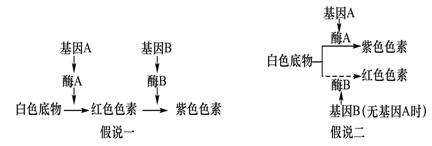 基因A 基因B
酶A 酶B
白色底物 红色色素 紫色色素
假说一
基因A
酶A
紫色色素
白色底物
红色色素
酶B
基因B(无基因A时)
假说二